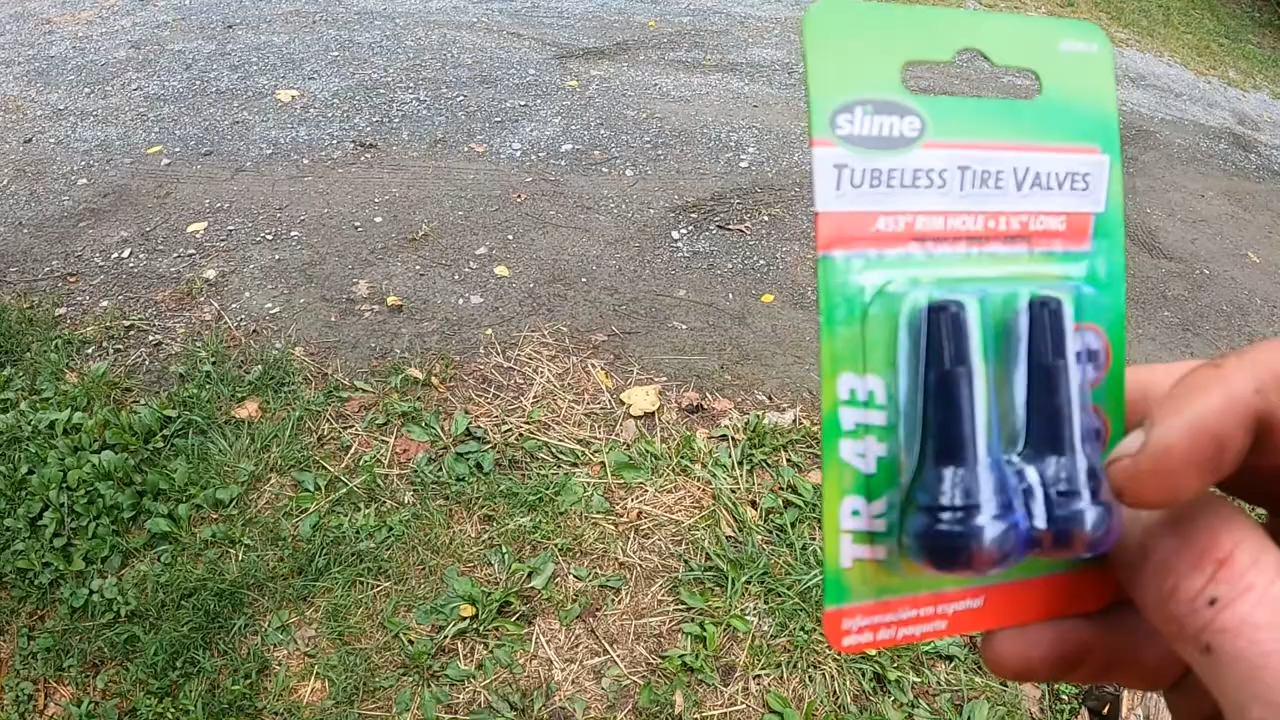 slime
TUBELESS TIRE VALVES
.453" RIM HOLE • 1 ¼" LONG
TR 413
Información en español
atrás del paquete